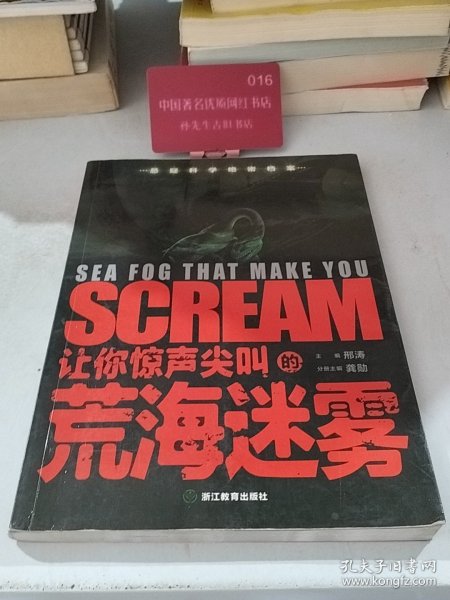 016
中国著名优质网红书店
孙先生古旧书店
悬疑科学绝密档案
SEA FOG THAT MAKE YOU
SCREAM
让你惊声尖叫的
主编 邢涛
分册主编 龚勋
荒海迷雾
浙江教育出版社
孔夫子旧书网
www.kongfz.com